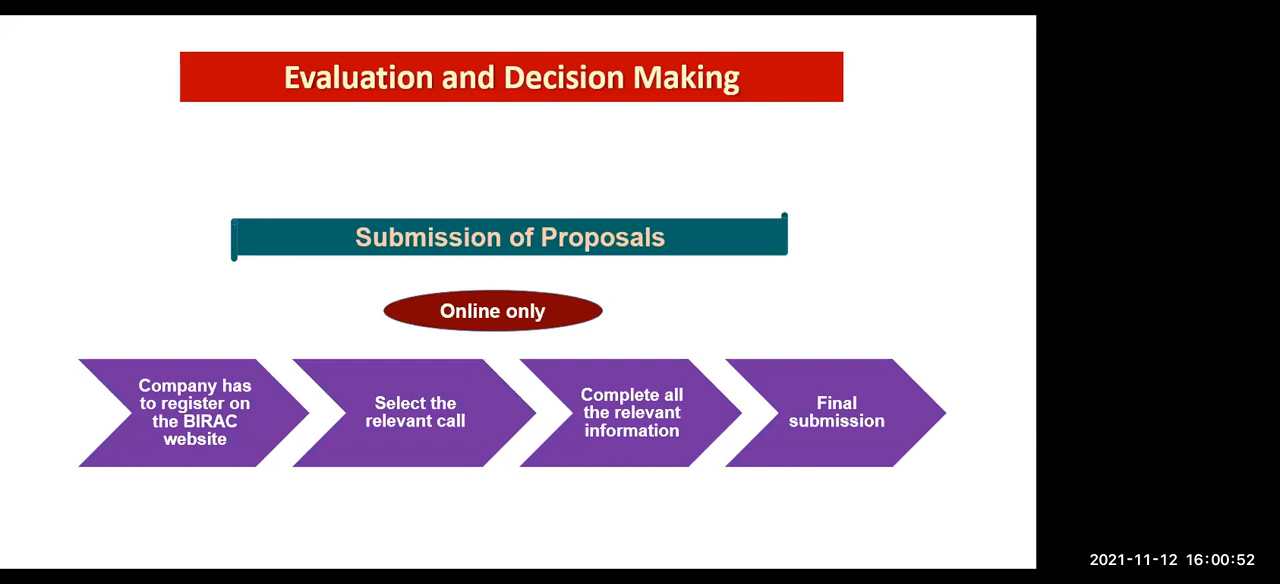 Evaluation and Decision Making
Submission of Proposals
Online only
Company has
to register on
the BIRAC
website
Select the
relevant call
Complete all
the relevant
information
Final
submission
2021-11-12 16:00:52